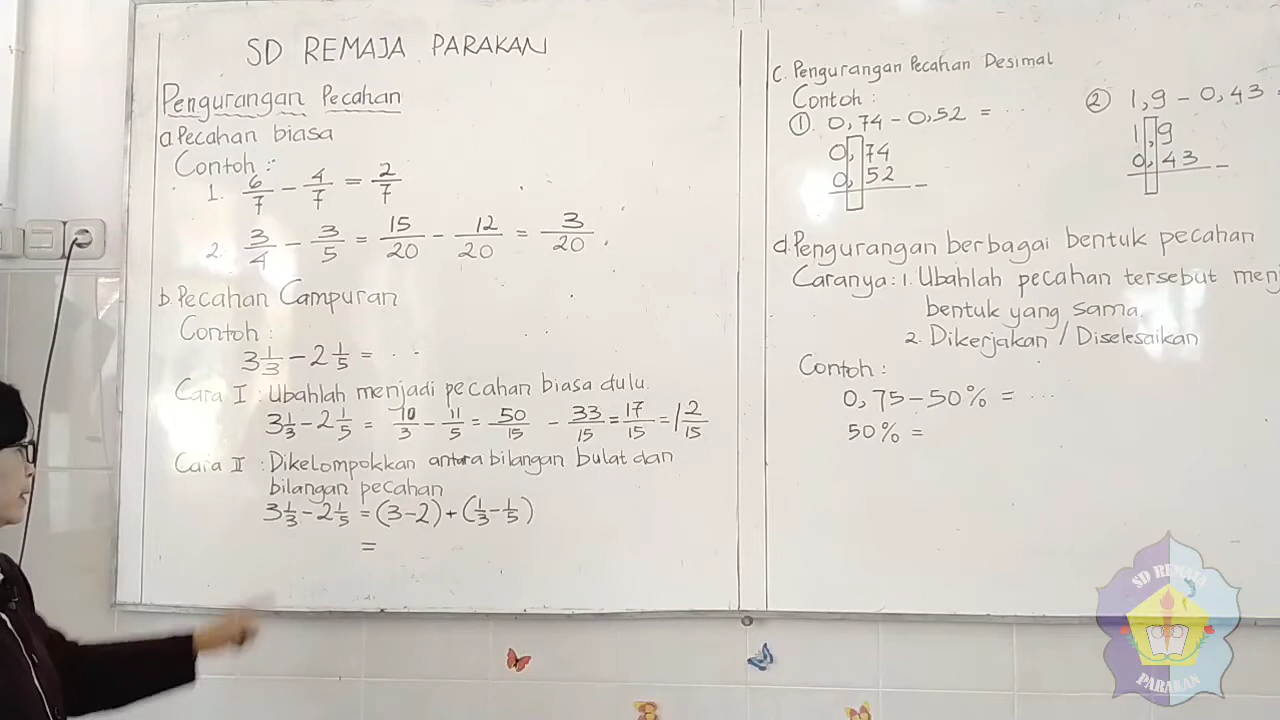 SD REMAJA PARAKAN
Pengurangan Pecahan
a Pecahan biasa
Contoh :
1. 6/7 - 4/7 = 2/7
2. 3/4 - 3/5 = 15/20 - 12/20 = 3/20
b. Pecahan Campuran
Contoh :
3 1/3 - 2 1/5 = ...
Cara I : Ubahlah menjadi pecahan biasa dulu.
3 1/3 - 2 1/5 = 10/3 - 11/5 = 50/15 - 33/15 = 17/15 = 1 2/15
Cara II : Dikelompokkan antara bilangan bulat dan
bilangan pecahan
3 1/3 - 2 1/5 = (3 - 2) + (1/3 - 1/5)
=
C. Pengurangan Pecahan Desimal
Contoh :
① 0,74 - 0,52 = ...
0,74
0,52 -
② 1,9 - 0,43 =
1,9
0,43 -
d. Pengurangan berbagai bentuk pecahan
Caranya : 1. Ubahlah pecahan tersebut menj
bentuk yang sama.
2. Dikerjakan / Diselesaikan
Contoh :
0,75 - 50% = ...
50% =
SD REMAJA
PARAKAN